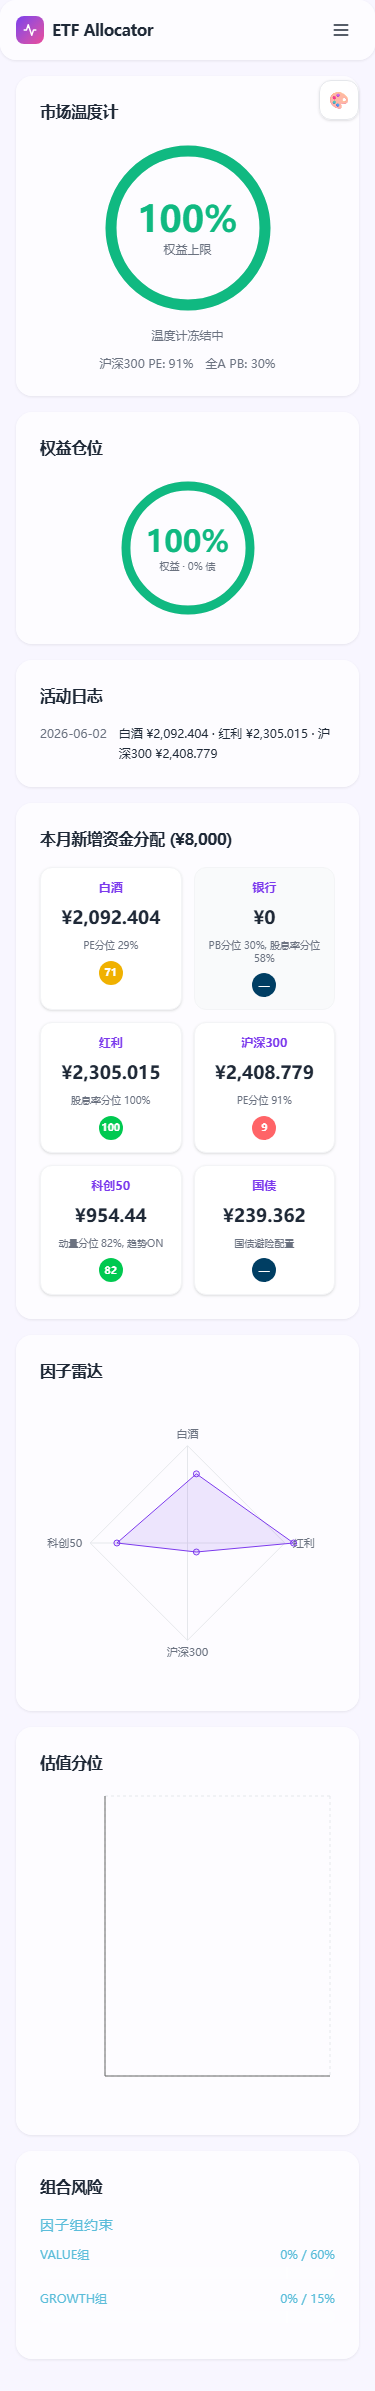 ETF Allocator
市场温度计
100%
权益上限
温度计冻结中
沪深300 PE: 91% 全A PB: 30%
权益仓位
100%
权益 · 0% 债
活动日志
2026-06-02 白酒 ¥2,092.404 · 红利 ¥2,305.015 · 沪
深300 ¥2,408.779
本月新增资金分配 (¥8,000)
白酒
¥2,092.404
PE分位 29%
71
银行
¥0
PB分位 30%, 股息率分位
58%
—
红利
¥2,305.015
股息率分位 100%
100
沪深300
¥2,408.779
PE分位 91%
9
科创50
¥954.44
动量分位 82%, 趋势ON
82
国债
¥239.362
国债避险配置
—
因子雷达
白酒
科创50
红利
沪深300
估值分位
组合风险
因子组约束
VALUE组 0% / 60%
GROWTH组 0% / 15%